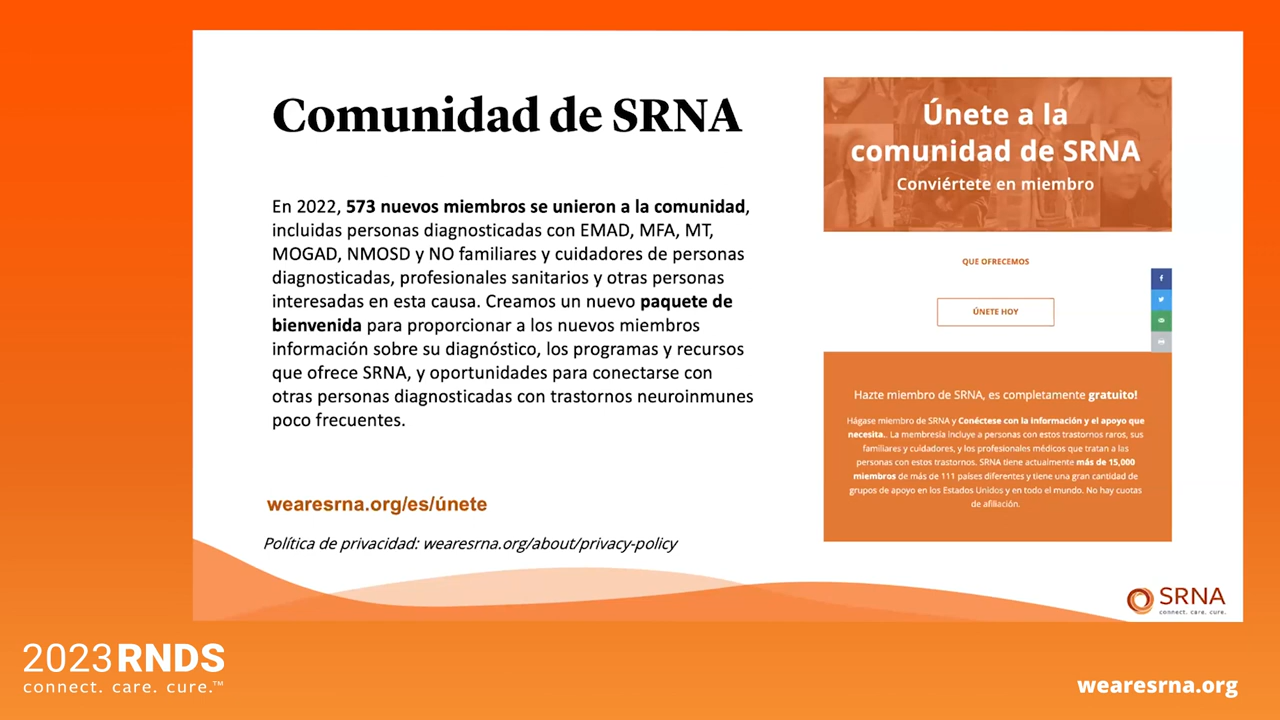 Comunidad de SRNA
En 2022, 573 nuevos miembros se unieron a la comunidad,
incluidas personas diagnosticadas con EMAD, MFA, MT,
MOGAD, NMOSD y NO familiares y cuidadores de personas
diagnosticadas, profesionales sanitarios y otras personas
interesadas en esta causa. Creamos un nuevo paquete de
bienvenida para proporcionar a los nuevos miembros
información sobre su diagnóstico, los programas y recursos
que ofrece SRNA, y oportunidades para conectarse con
otras personas diagnosticadas con trastornos neuroinmunes
poco frecuentes.
wearesrna.org/es/únete
Política de privacidad: wearesrna.org/about/privacy-policy
Únete a la
comunidad de SRNA
Conviértete en miembro
QUE OFRECEMOS
ÚNETE HOY
Hazte miembro de SRNA, es completamente gratuito!
Hágase miembro de SRNA y Conéctese con la información y el apoyo que
necesita.. La membresía incluye a personas con estos trastornos raros, sus
familiares y cuidadores, y los profesionales médicos que tratan a las
personas con estos trastornos. SRNA tiene actualmente más de 15,000
miembros de más de 111 países diferentes y tiene una gran cantidad de
grupos de apoyo en los Estados Unidos y en todo el mundo. No hay cuotas
de afiliación.
SRNA
connect. care. cure.
2023 RNDS
connect. care. cure.™
wearesrna.org